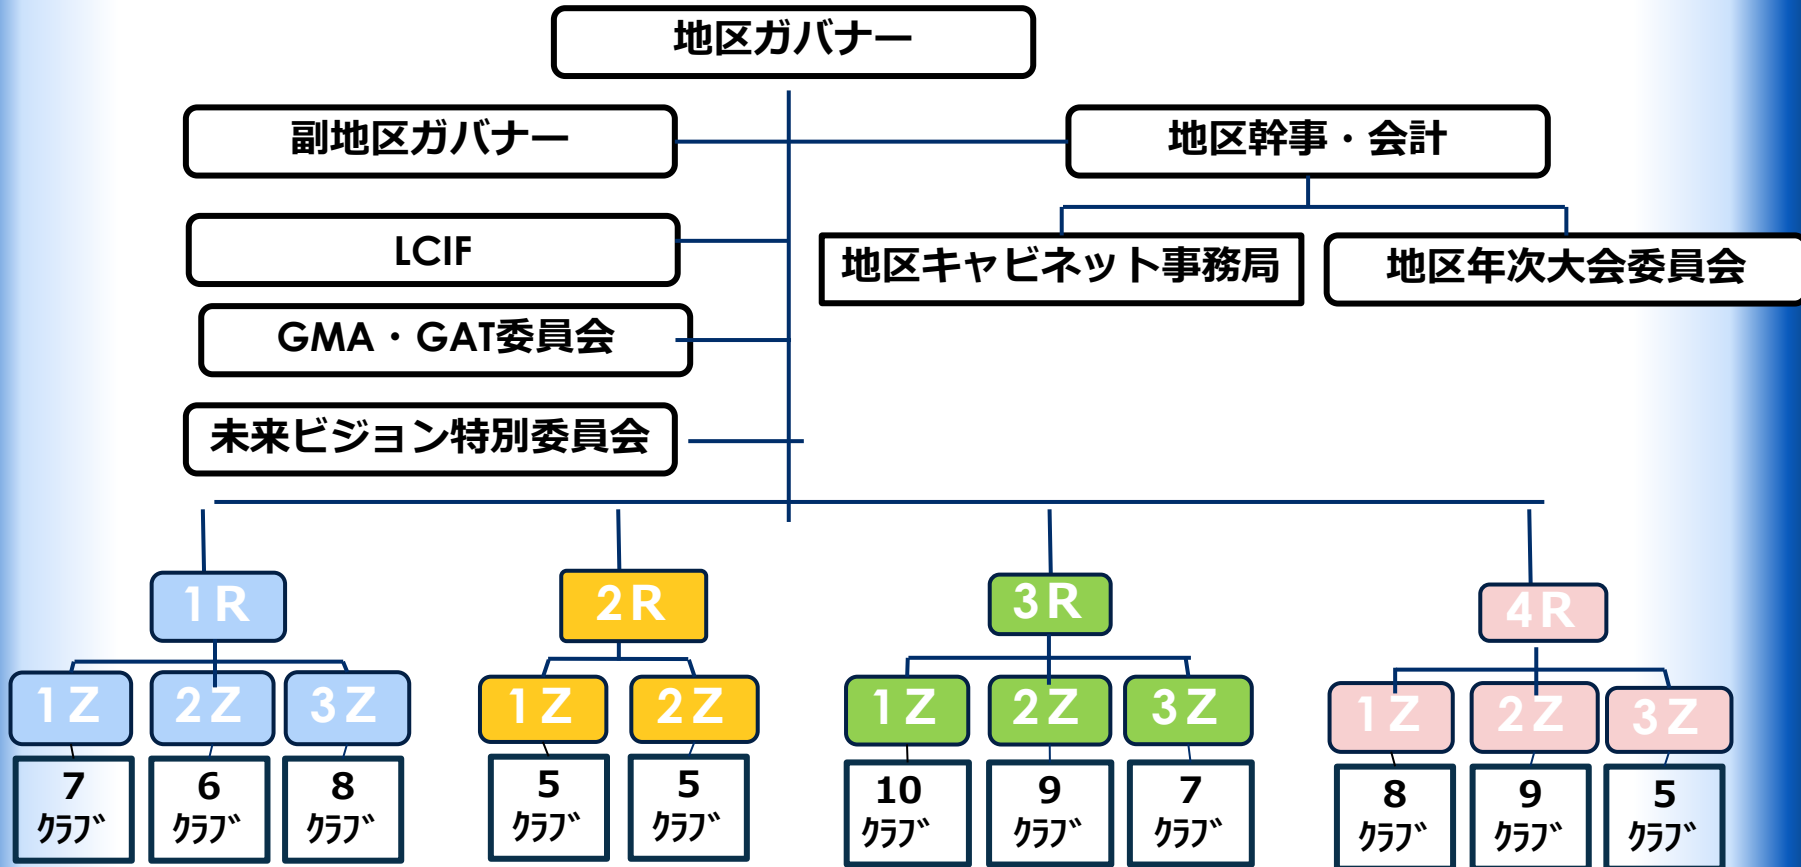 地区ガバナー
副地区ガバナー
地区幹事・会計
LCIF
地区キャビネット事務局
地区年次大会委員会
GMA・GAT委員会
未来ビジョン特別委員会
1R
2R
3R
4R
1Z
2Z
3Z
1Z
2Z
1Z
2Z
3Z
1Z
2Z
3Z
7
クラブ
6
クラブ
8
クラブ
5
クラブ
5
クラブ
10
クラブ
9
クラブ
7
クラブ
8
クラブ
9
クラブ
5
クラブ